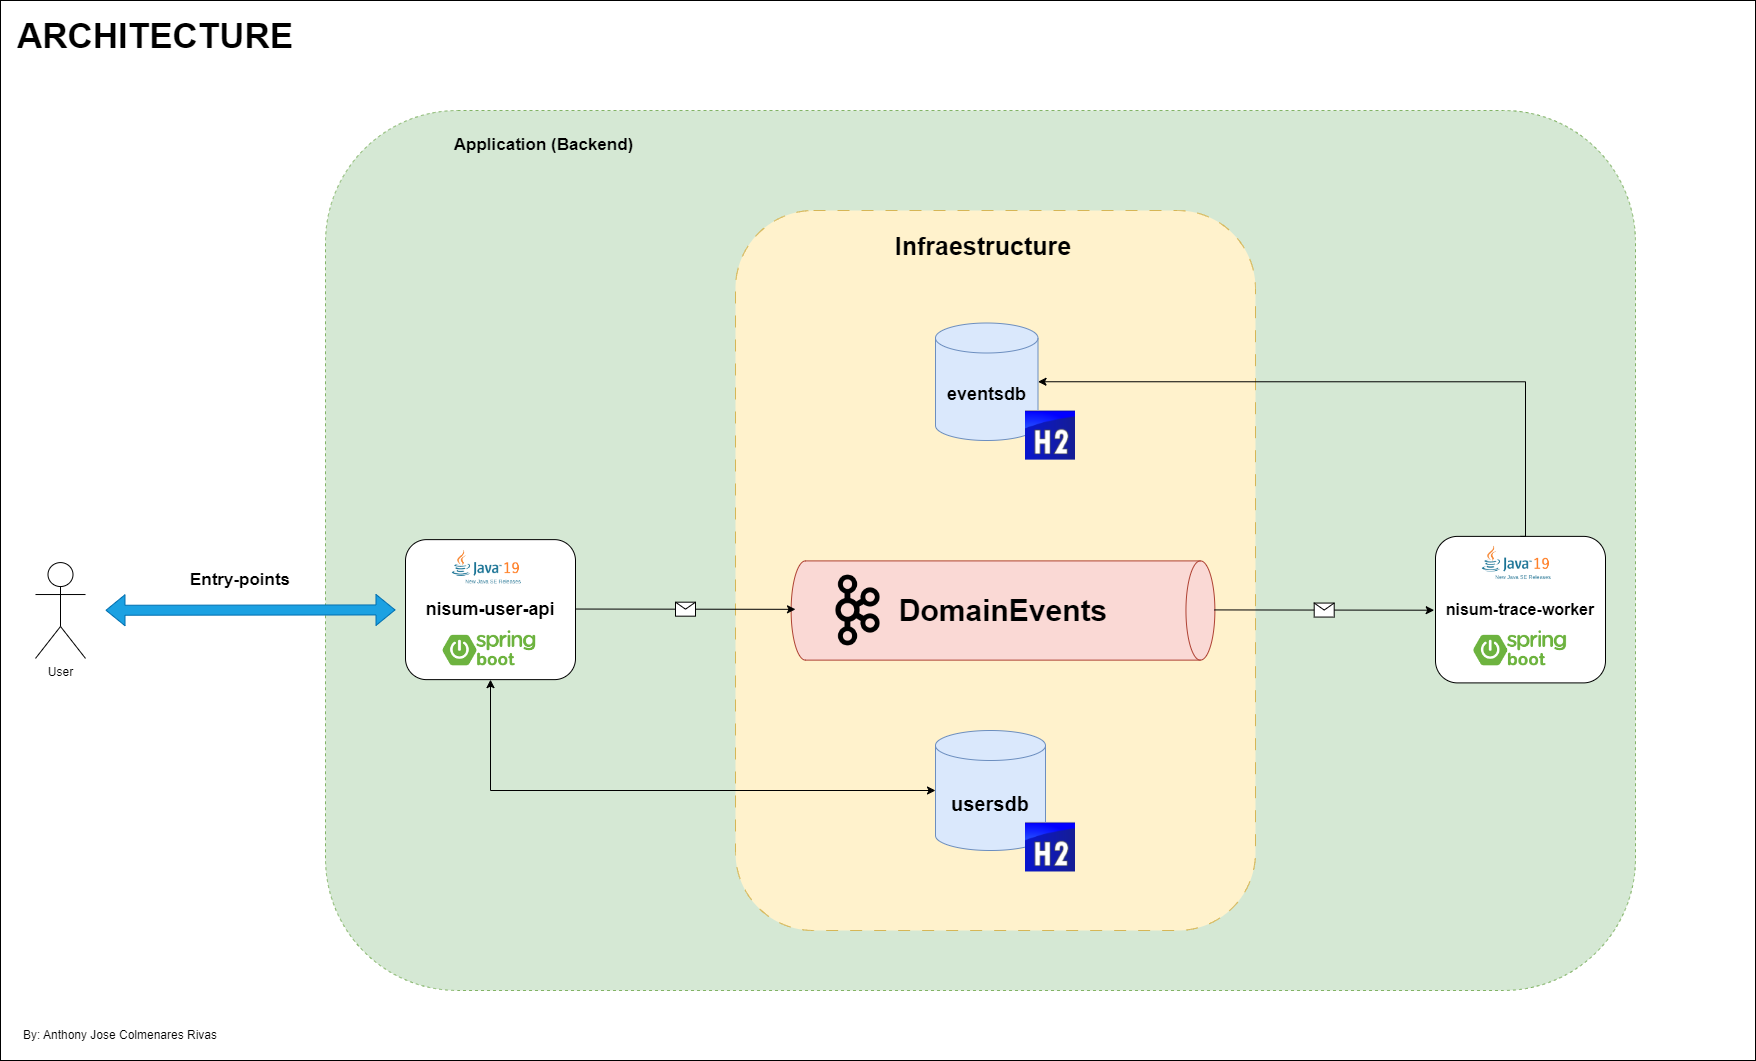 ARCHITECTURE
Application (Backend)
Infraestructure
eventsdb
H2
Entry-points
User
Java 19
New Java SE Releases
nisum-user-api
spring
boot
DomainEvents
Java 19
New Java SE Releases
nisum-trace-worker
spring
boot
usersdb
H2
By: Anthony Jose Colmenares Rivas